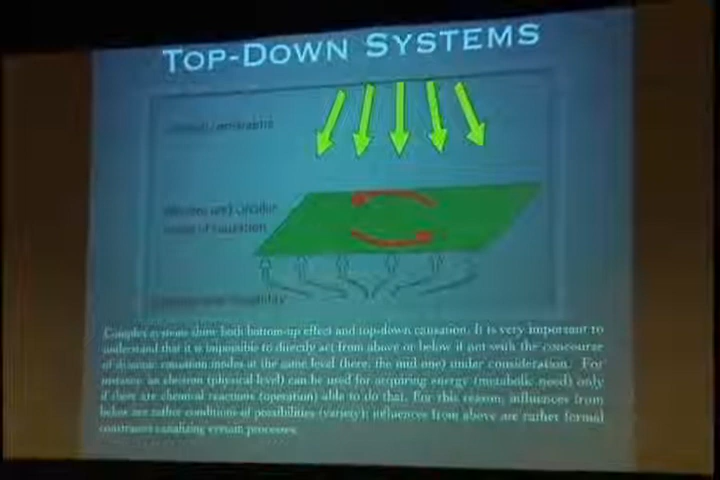 TOP-DOWN SYSTEMS
Complex systems show both bottom-up effect and top-down causation. It is very important to
understand that it is impossible to directly act from above or below if not with the concourse
of dynamic causation modes at the same level (here, the mid one) under consideration. For
instance, an electron (physical level) can be used for acquiring energy (metabolic need) only
if there are chemical reactions (operation) able to do that. For this reason, influences from
below are rather conditions of possibilities (variety); influences from above are rather formal
constraints canalizing certain processes.